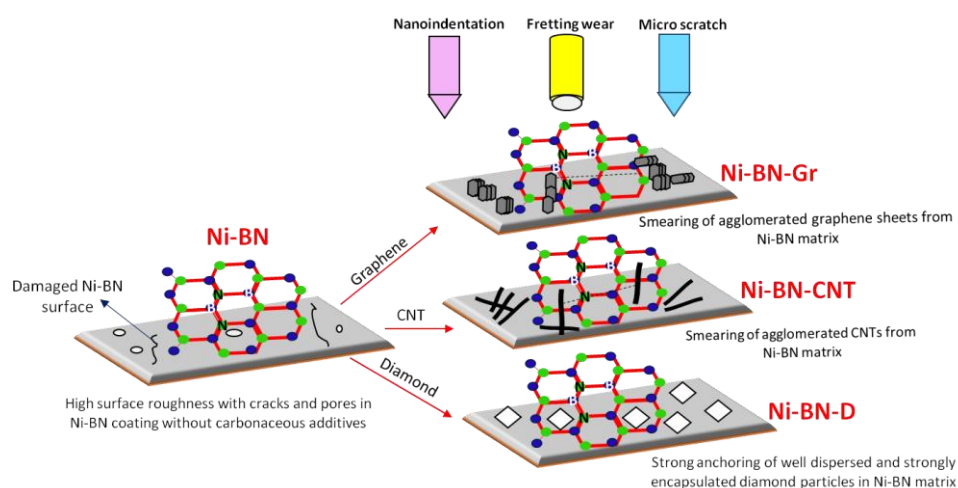 Nanoindentation
Fretting wear
Micro scratch
N
B
B
N
Ni-BN-Gr
Smearing of agglomerated graphene sheets from
Ni-BN matrix
Ni-BN
Damaged Ni-BN
surface
N
B
B
N
High surface roughness with cracks and pores in
Ni-BN coating without carbonaceous additives
Graphene
CNT
Diamond
N
B
B
N
Ni-BN-CNT
Smearing of agglomerated CNTs from
Ni-BN matrix
N
B
B
N
Ni-BN-D
Strong anchoring of well dispersed and strongly
encapsulated diamond particles in Ni-BN matrix